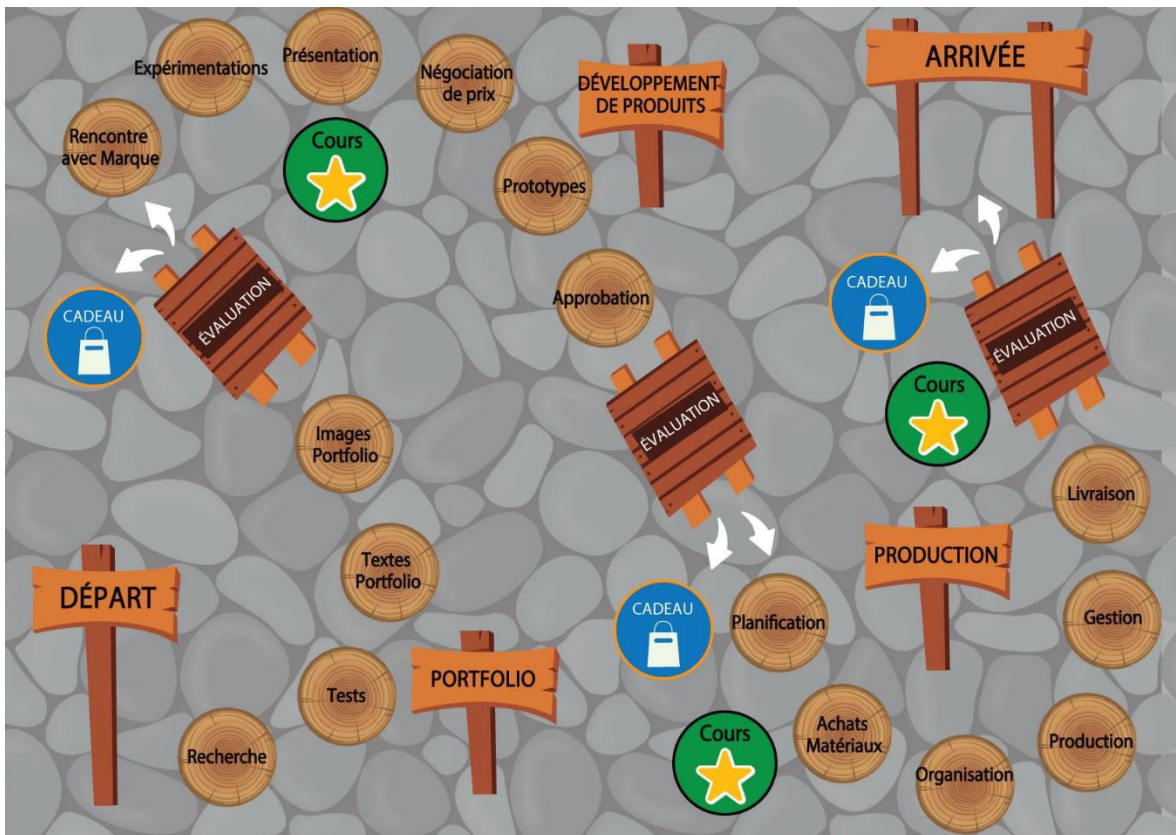 DÉPART
Recherche
Tests
PORTFOLIO
Textes
Portfolio
Images
Portfolio
ÉVALUATION
CADEAU
Rencontre
avec Marque
Expérimentations
Présentation
Cours
Négociation
de prix
DÉVELOPPEMENT
DE PRODUITS
Prototypes
Approbation
ÉVALUATION
CADEAU
Planification
Cours
Achats
Matériaux
Organisation
Production
PRODUCTION
Gestion
Livraison
Cours
ÉVALUATION
CADEAU
ARRIVÉE